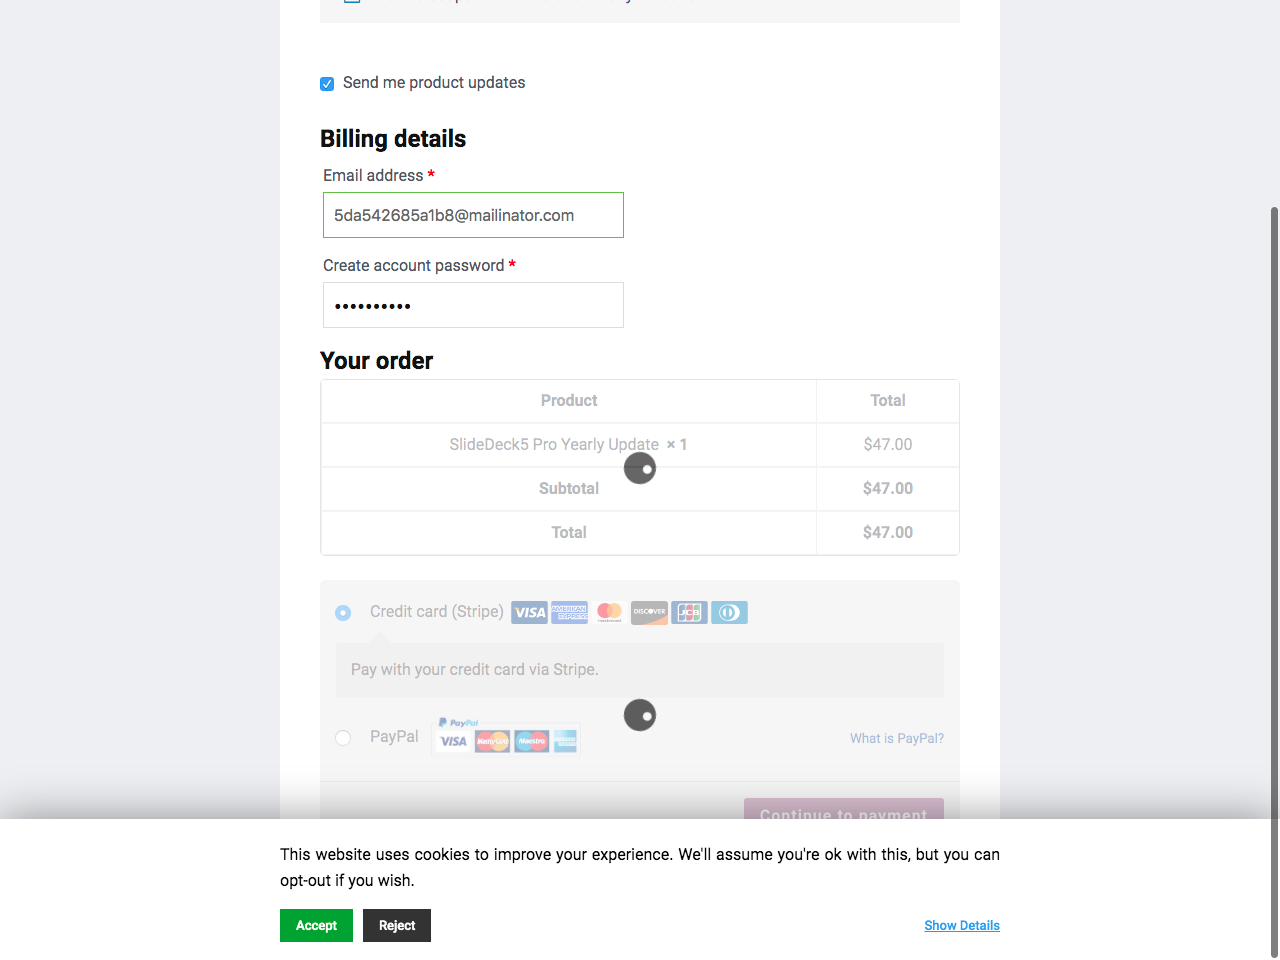 Send me product updates
Billing details
Email address *
5da542685a1b8@mailinator.com
Create account password *
••••••••••
Your order
Product Total
SlideDeck5 Pro Yearly Update × 1 $47.00
Subtotal $47.00
Total $47.00
Credit card (Stripe) VISA AMERICAN EXPRESS mastercard DISCOVER JCB
Pay with your credit card via Stripe.
PayPal PayPal VISA MasterCard Maestro What is PayPal?
Continue to payment
This website uses cookies to improve your experience. We'll assume you're ok with this, but you can
opt-out if you wish.
Accept Reject Show Details